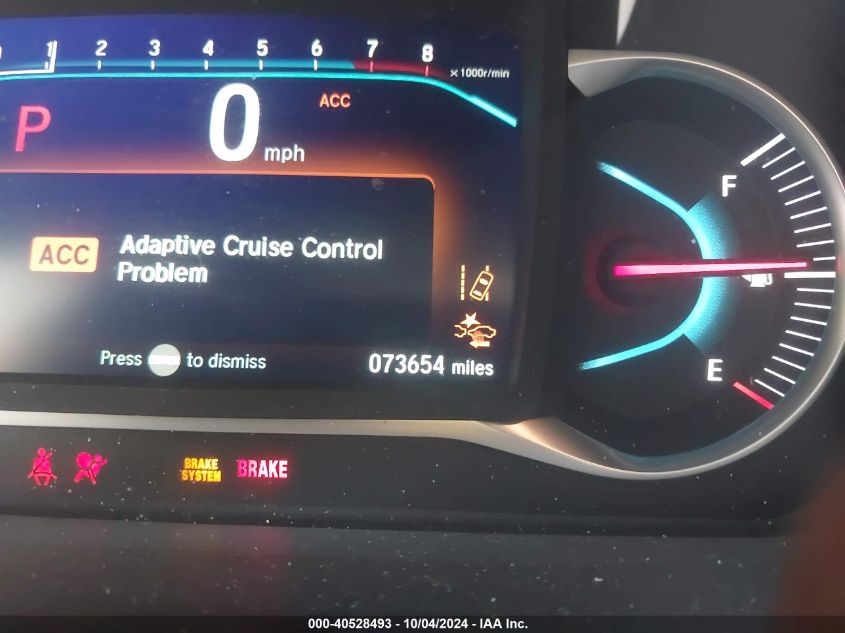 1 2 3 4 5 6 7 8
x 1000r/min
P
0 mph
ACC
ACC
Adaptive Cruise Control
Problem
Press to dismiss
073654 miles
F
E
BRAKE
SYSTEM
BRAKE
000-40528493 - 10/04/2024 - IAA Inc.